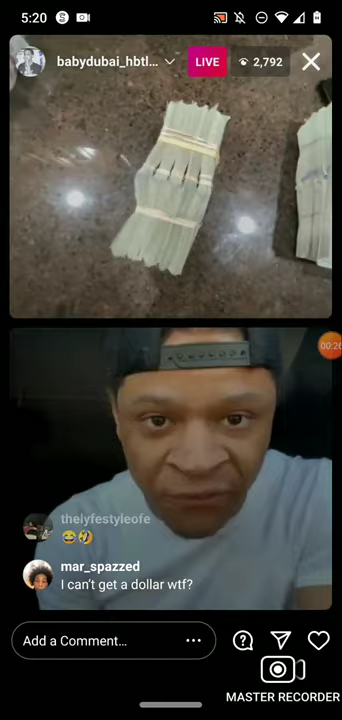 5:20
babydubai_hbtl...
LIVE
2,792
00:26
thelyfestyleofe
😂🤣
mar_spazzed
I can't get a dollar wtf?
Add a Comment...
MASTER RECORDER